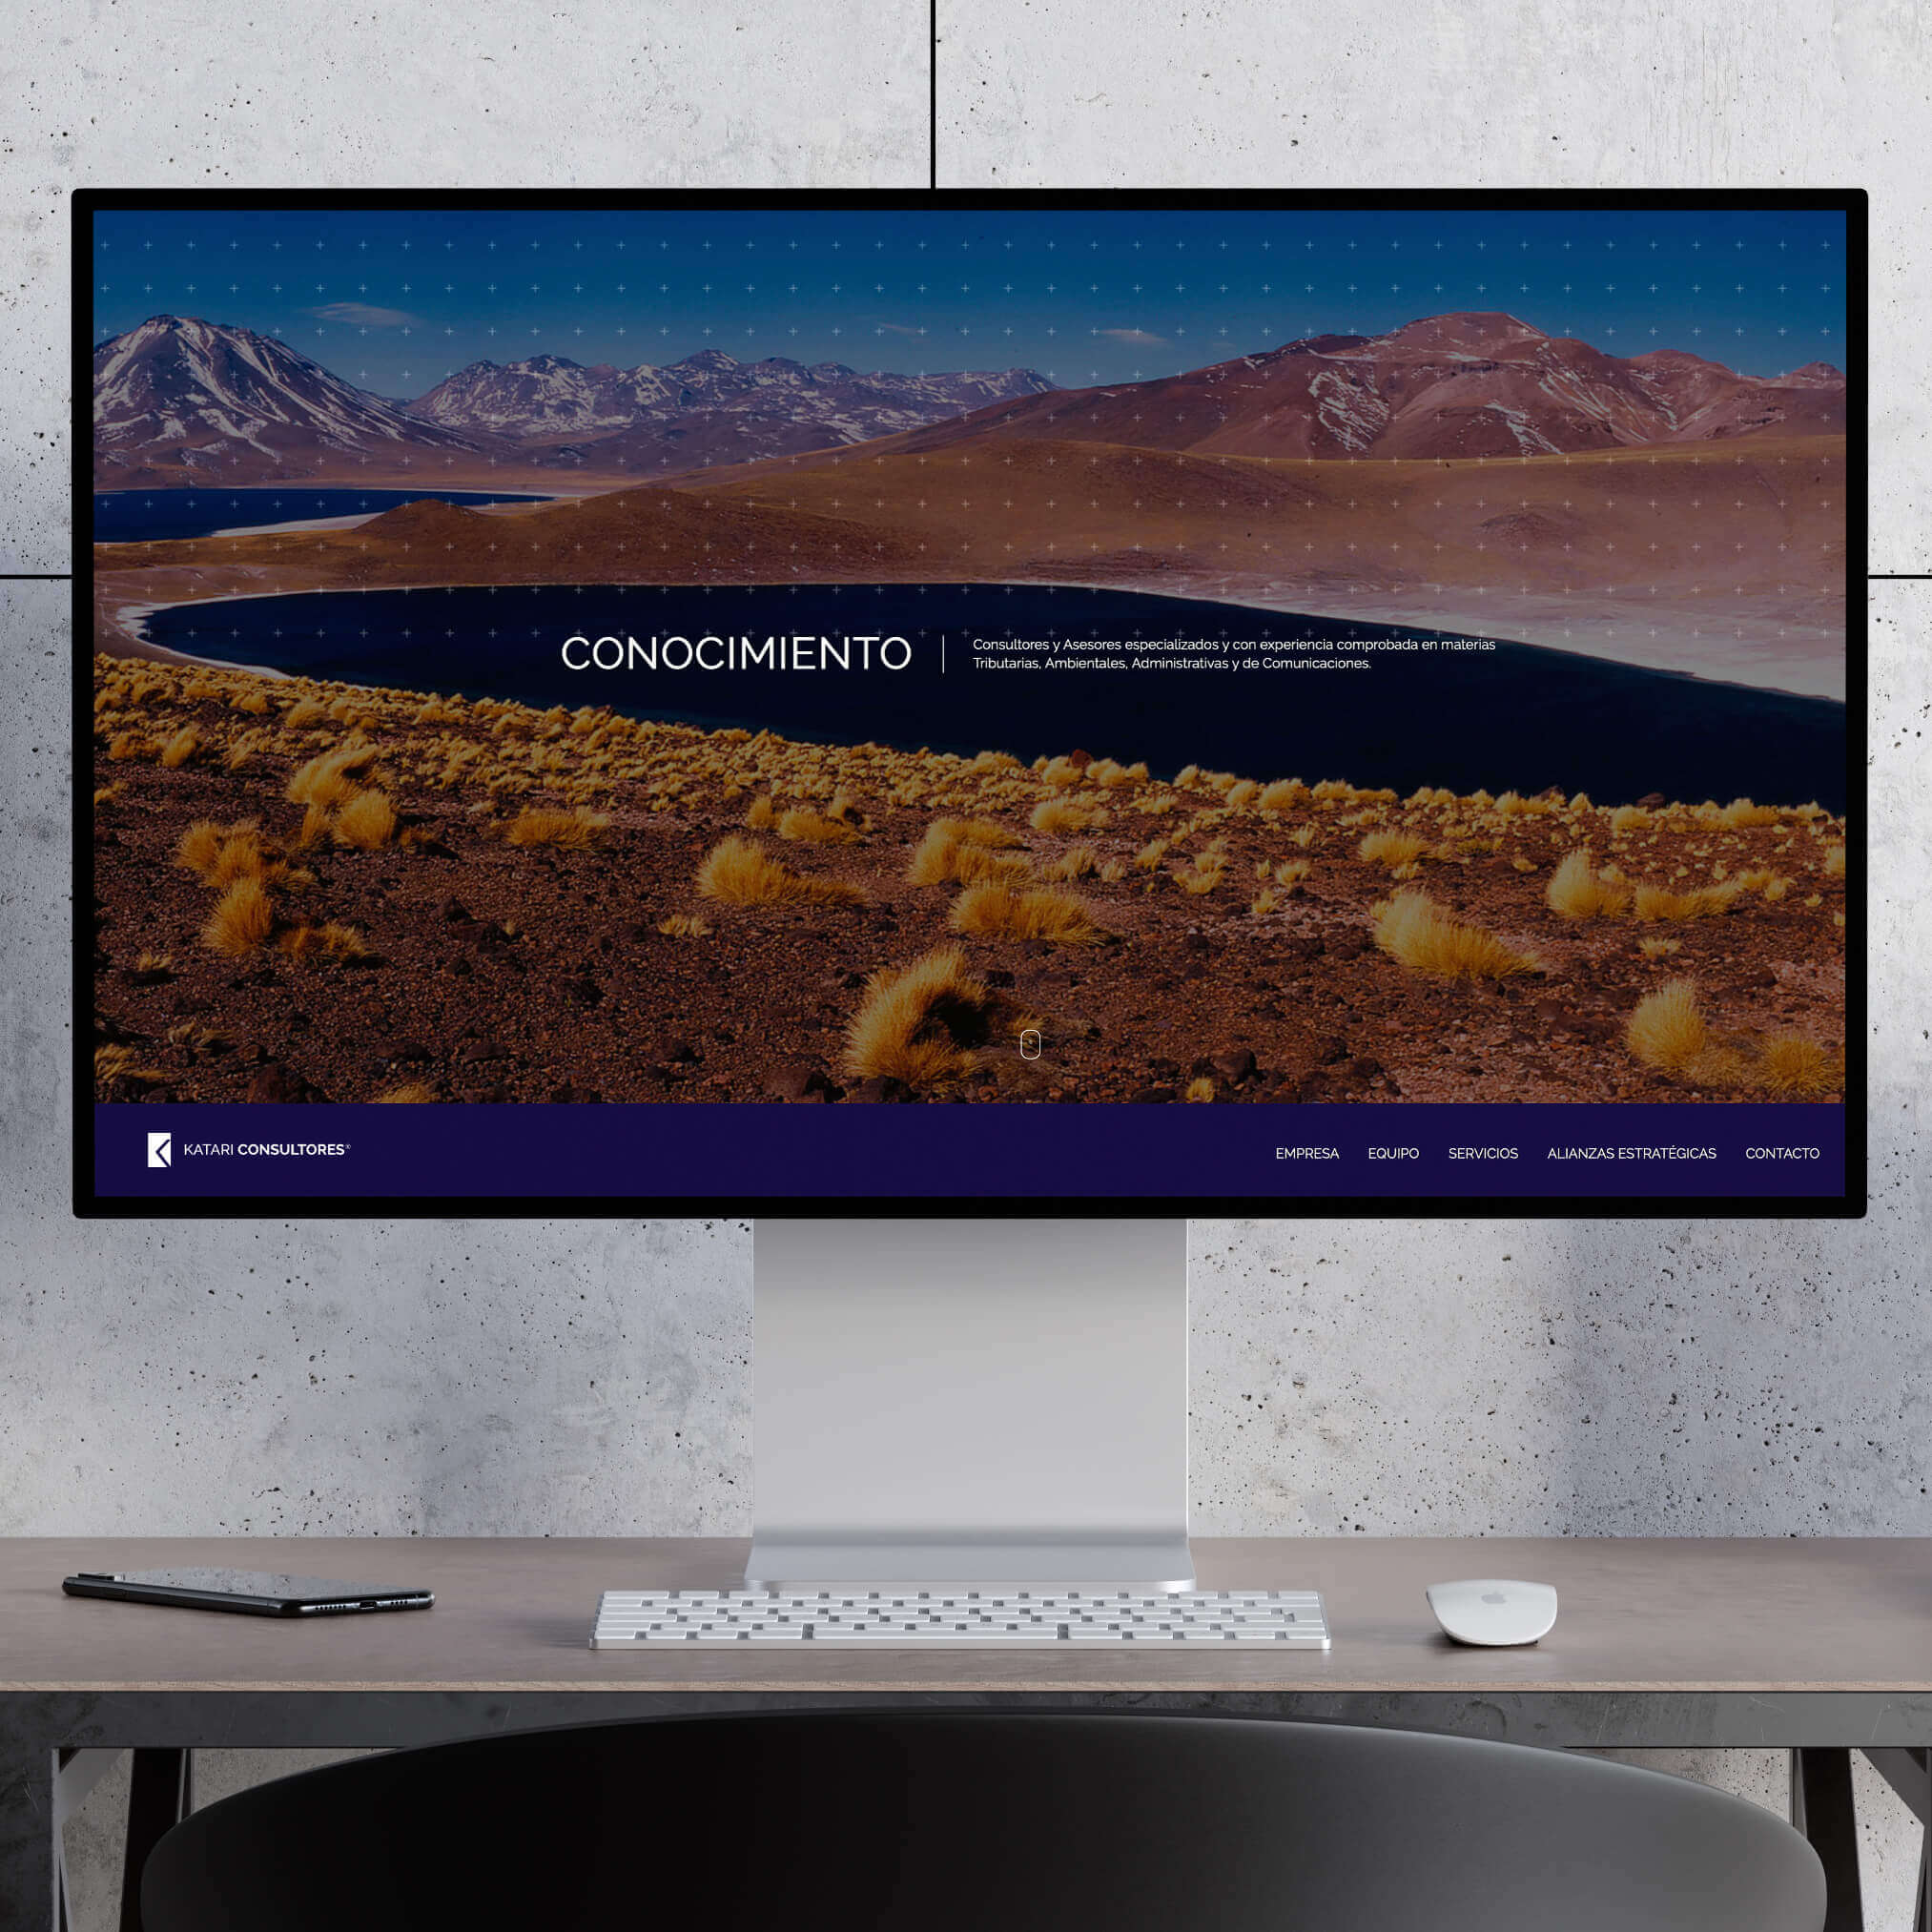 CONOCIMIENTO
Consultores y Asesores especializados y con experiencia comprobada en materias
Tributarias, Ambientales, Administrativas y de Comunicaciones.
KATARI CONSULTORES®
EMPRESA EQUIPO SERVICIOS ALIANZAS ESTRATÉGICAS CONTACTO